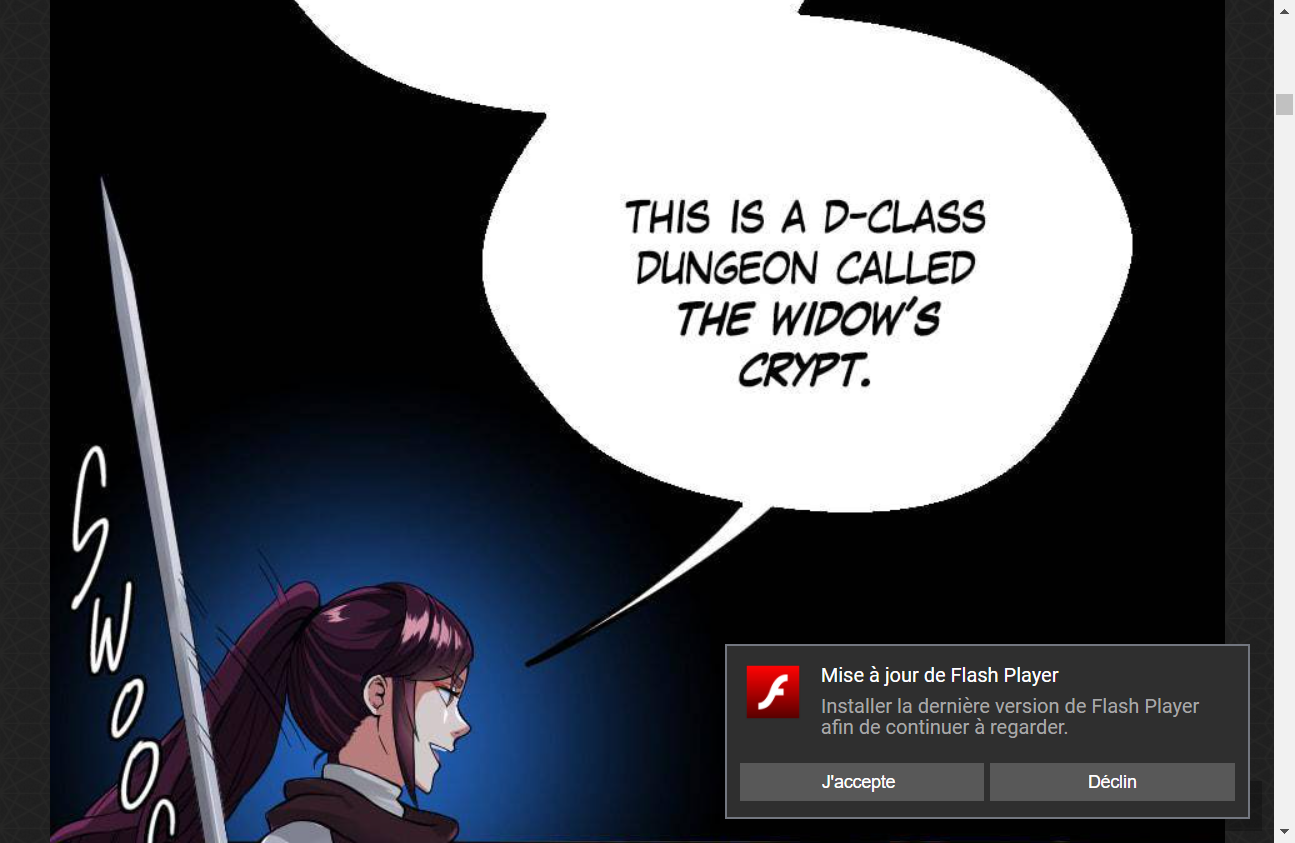 THIS IS A D-CLASS
DUNGEON CALLED
THE WIDOW'S
CRYPT.
SWOO
Mise à jour de Flash Player
Installer la dernière version de Flash Player
afin de continuer à regarder.
J'accepte
Déclin